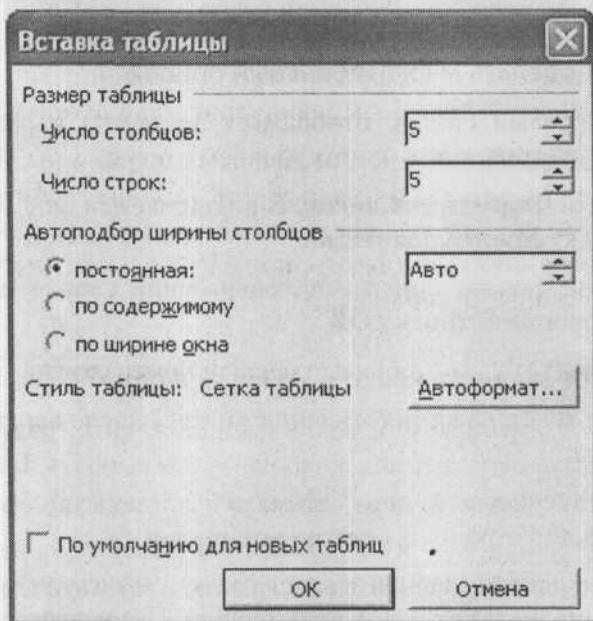 Вставка таблицы
Размер таблицы
Число столбцов: 5
Число строк: 5
Автоподбор ширины столбцов
постоянная: Авто
по содержимому
по ширине окна
Стиль таблицы: Сетка таблицы Автоформат...
По умолчанию для новых таблиц
ОК Отмена